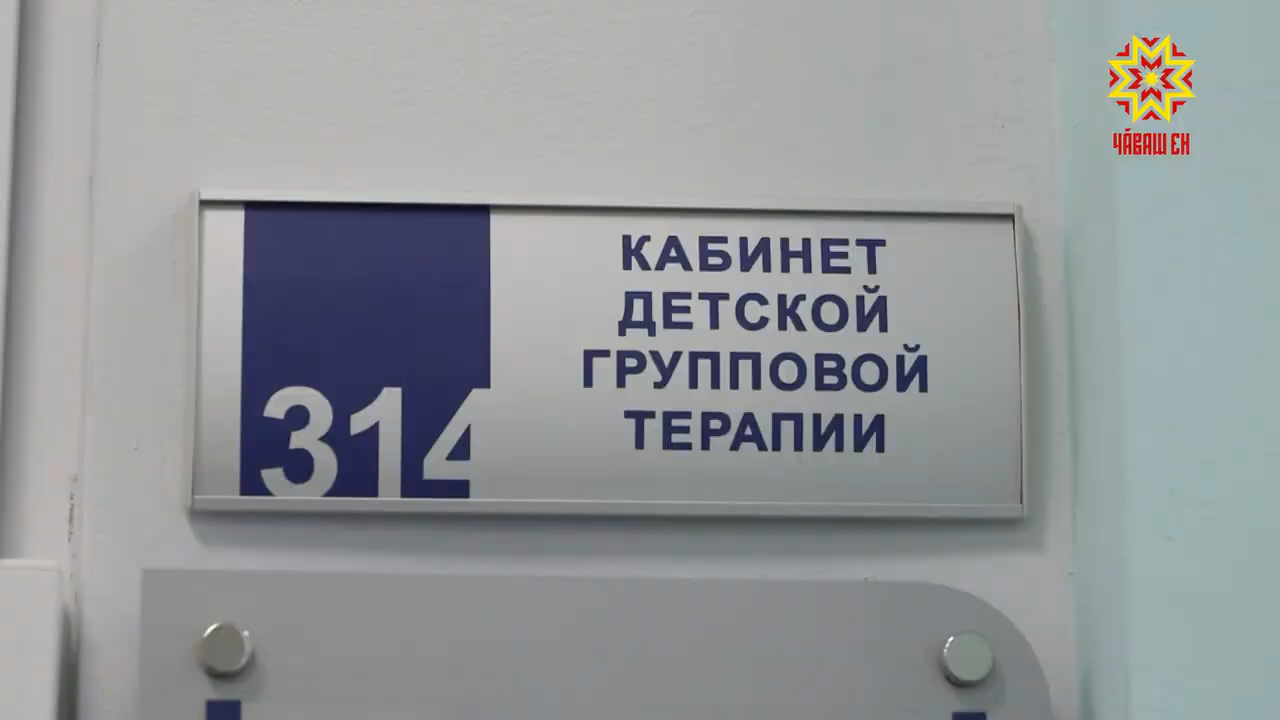 ЧӐВАШ ЕН
314
КАБИНЕТ
ДЕТСКОЙ
ГРУППОВОЙ
ТЕРАПИИ